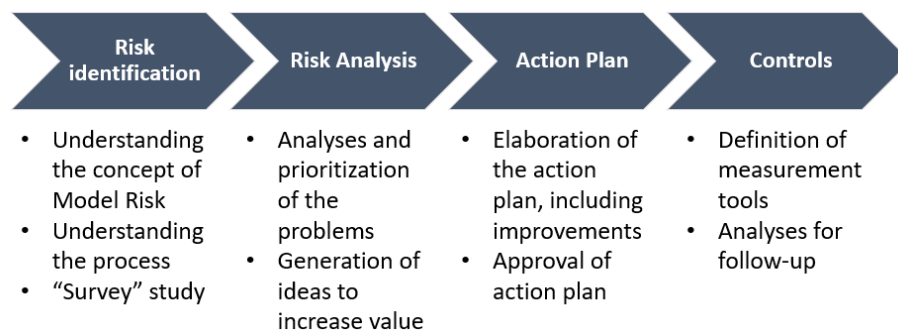 Risk
identification
Risk Analysis
Action Plan
Controls
• Understanding
the concept of
Model Risk
• Understanding
the process
• “Survey” study
• Analyses and
prioritization
of the
problems
• Generation of
ideas to
increase value
• Elaboration of
the action
plan, including
improvements
• Approval of
action plan
• Definition of
measurement
tools
• Analyses for
follow-up